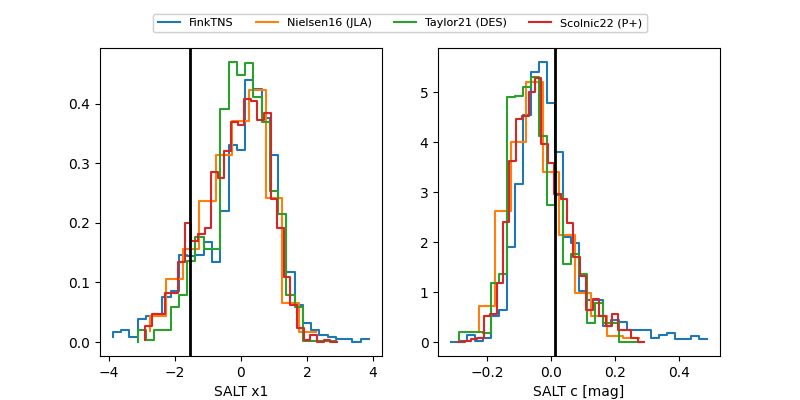 FinkTNS Nielsen16 (JLA) Taylor21 (DES) Scolnic22 (P+)
0.4
0.3
0.2
0.1
0.0
−4 −2 0 2 4
SALT x1
5
4
3
2
1
0
−0.2 0.0 0.2 0.4
SALT c [mag]